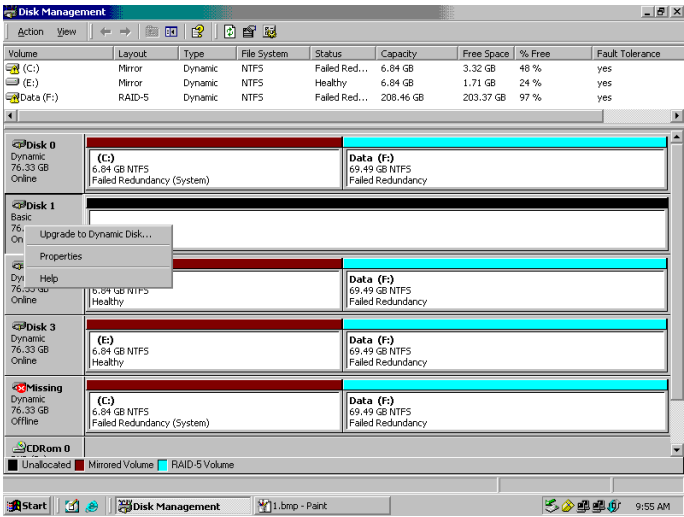 Disk Management
Action View
Volume Layout Type File System Status Capacity Free Space % Free Fault Tolerance
(C:) Mirror Dynamic NTFS Failed Red... 6.84 GB 3.32 GB 48 % yes
(E:) Mirror Dynamic NTFS Healthy 6.84 GB 1.71 GB 24 % yes
Data (F:) RAID-5 Dynamic NTFS Failed Red... 208.46 GB 203.37 GB 97 % yes
Disk 0
Dynamic
76.33 GB
Online
(C:)
6.84 GB NTFS
Failed Redundancy (System)
Data (F:)
69.49 GB NTFS
Failed Redundancy
Disk 1
Basic
76.
On
Upgrade to Dynamic Disk...
Properties
Help
Dyn
76.33 GB
Online
6.84 GB NTFS
Healthy
Data (F:)
69.49 GB NTFS
Failed Redundancy
Disk 3
Dynamic
76.33 GB
Online
(E:)
6.84 GB NTFS
Healthy
Data (F:)
69.49 GB NTFS
Failed Redundancy
Missing
Dynamic
76.33 GB
Offline
(C:)
6.84 GB NTFS
Failed Redundancy (System)
Data (F:)
69.49 GB NTFS
Failed Redundancy
CDRom 0
Unallocated Mirrored Volume RAID-5 Volume
Start Disk Management 1.bmp - Paint 9:55 AM